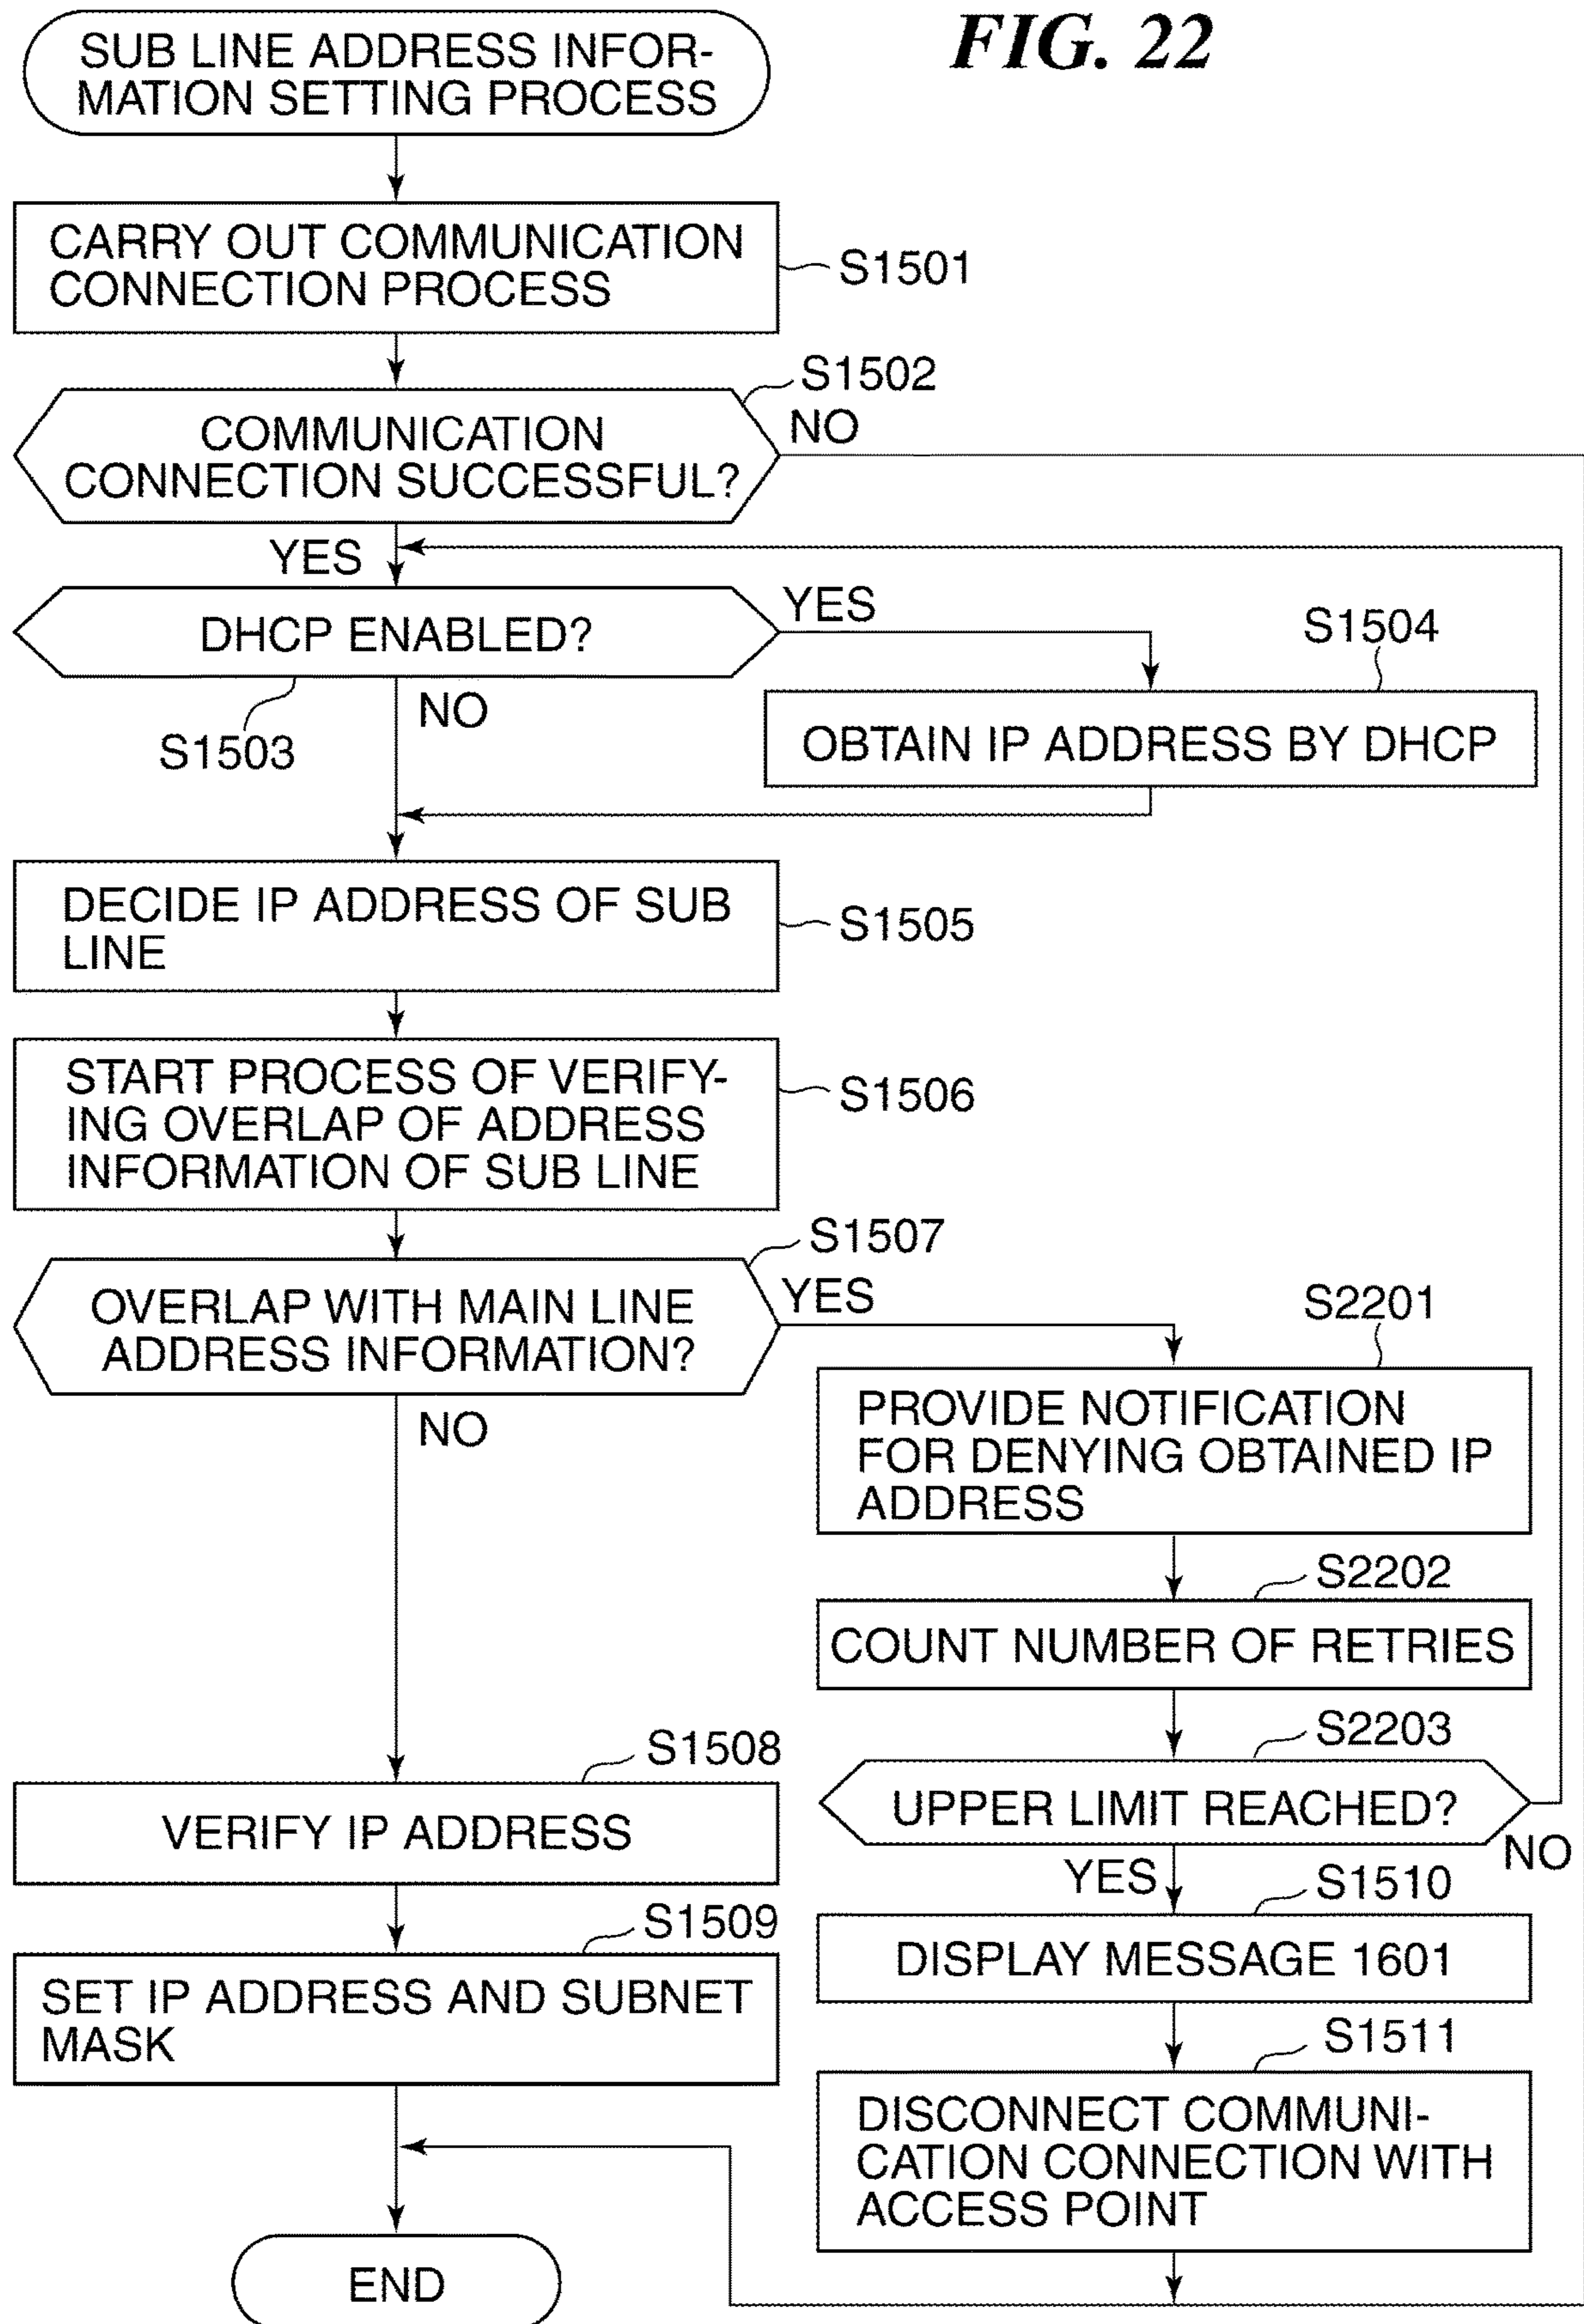 FIG. 22
SUB LINE ADDRESS INFOR-
MATION SETTING PROCESS
CARRY OUT COMMUNICATION
CONNECTION PROCESS
S1501
S1502
COMMUNICATION
CONNECTION SUCCESSFUL?
NO
YES
DHCP ENABLED?
YES
S1503
NO
S1504
OBTAIN IP ADDRESS BY DHCP
DECIDE IP ADDRESS OF SUB
LINE
S1505
START PROCESS OF VERIFY-
ING OVERLAP OF ADDRESS
INFORMATION OF SUB LINE
S1506
S1507
OVERLAP WITH MAIN LINE
ADDRESS INFORMATION?
YES
NO
S2201
PROVIDE NOTIFICATION
FOR DENYING OBTAINED IP
ADDRESS
S2202
COUNT NUMBER OF RETRIES
S2203
UPPER LIMIT REACHED?
NO
YES
S1508
VERIFY IP ADDRESS
S1509
SET IP ADDRESS AND SUBNET
MASK
S1510
DISPLAY MESSAGE 1601
S1511
DISCONNECT COMMUNI-
CATION CONNECTION WITH
ACCESS POINT
END